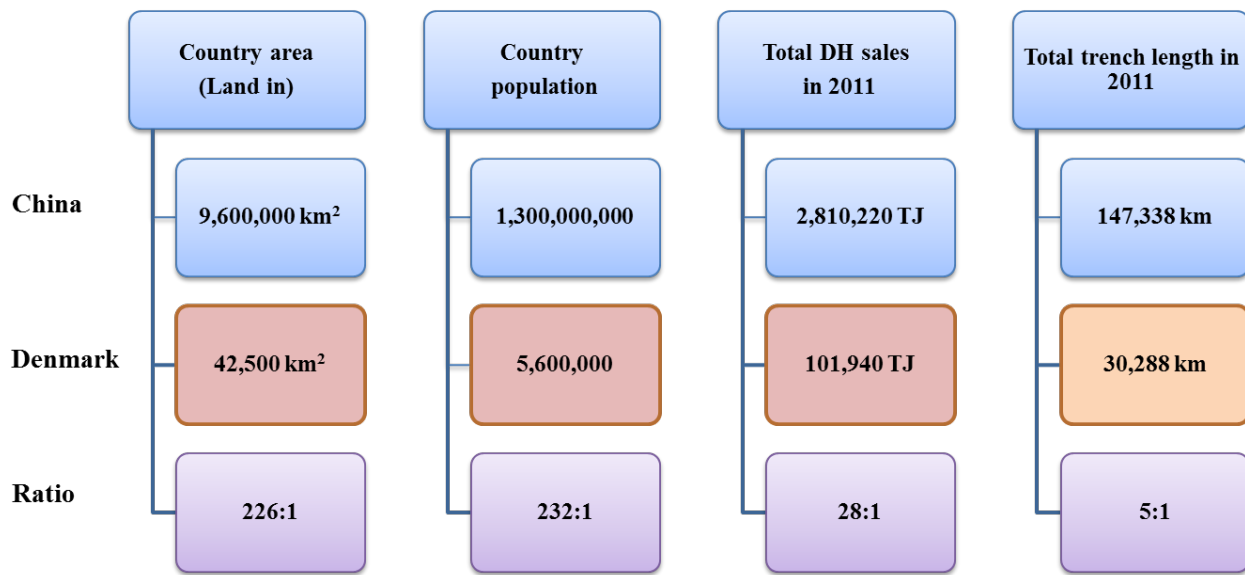 Country area
(Land in)
Country
population
Total DH sales
in 2011
Total trench length in
2011
China
9,600,000 km²
1,300,000,000
2,810,220 TJ
147,338 km
Denmark
42,500 km²
5,600,000
101,940 TJ
30,288 km
Ratio
226:1
232:1
28:1
5:1